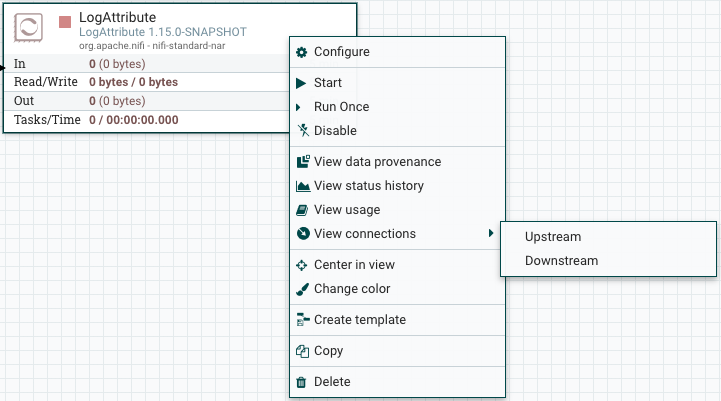 LogAttribute
LogAttribute 1.15.0-SNAPSHOT
org.apache.nifi - nifi-standard-nar
In 0 (0 bytes)
Read/Write 0 bytes / 0 bytes
Out 0 (0 bytes)
Tasks/Time 0 / 00:00:00.000
Configure
Start
Run Once
Disable
View data provenance
View status history
View usage
View connections
Upstream
Downstream
Center in view
Change color
Create template
Copy
Delete